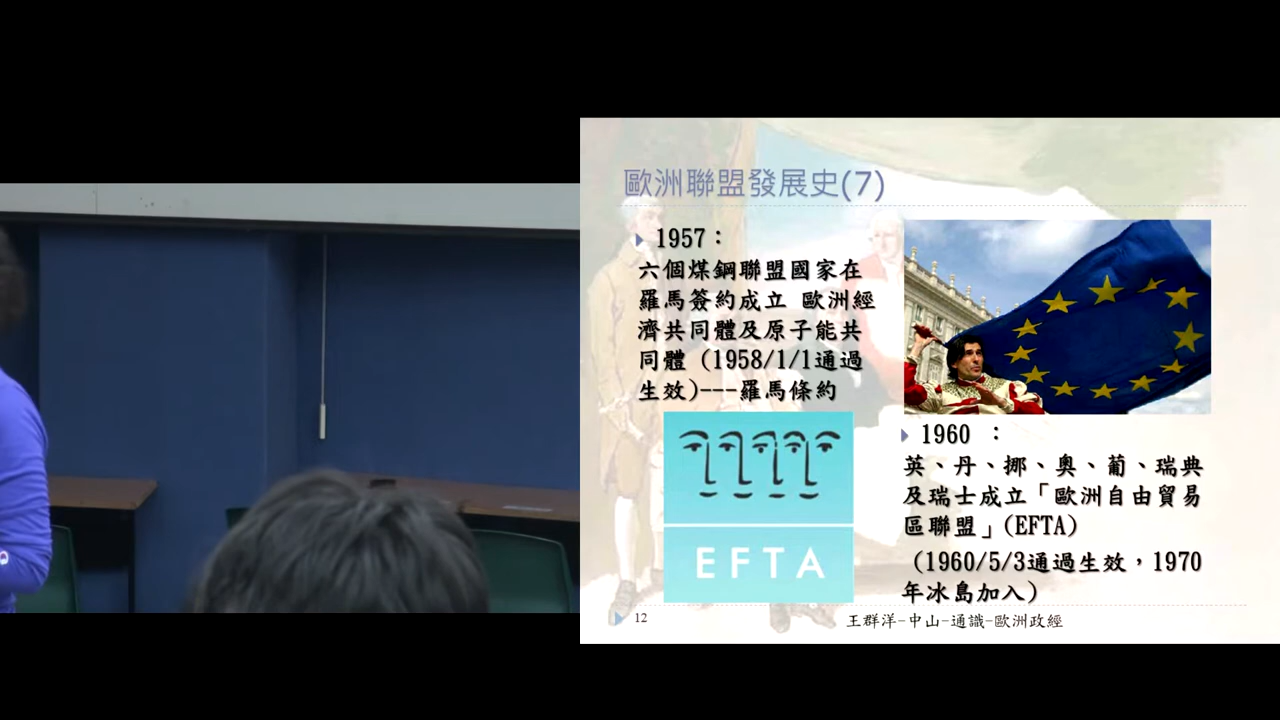 歐洲聯盟發展史(7)
1957：
六個煤鋼聯盟國家在
羅馬簽約成立 歐洲經
濟共同體及原子能共
同體 (1958/1/1通過
生效)---羅馬條約
EFTA
1960 ：
英、丹、挪、奧、葡、瑞典
及瑞士成立「歐洲自由貿易
區聯盟」(EFTA)
(1960/5/3通過生效，1970
年冰島加入)
12
王群洋-中山-通識-歐洲政經